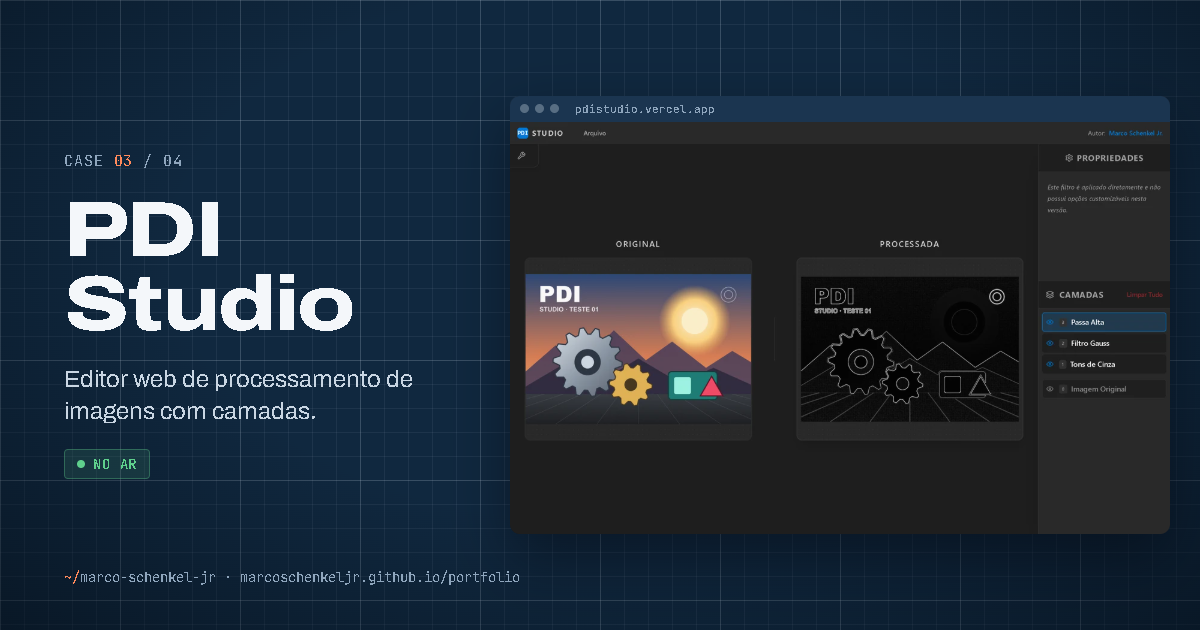 CASE 03 / 04
PDI
Studio
Editor web de processamento de
imagens com camadas.
NO AR
~/marco-schenkel-jr · marcoschenkeljr.github.io/portfolio
pdistudio.vercel.app
PDI STUDIO
Arquivo
Autor: Marco Schenkel Jr
ORIGINAL
PDI
STUDIO · TESTE 01
PROCESSADA
PDI
STUDIO · TESTE 01
PROPRIEDADES
Este filtro é aplicado diretamente e não
possui opções customizáveis nesta
versão.
CAMADAS
Limpar Tudo
Passa Alta
2 Filtro Gauss
1 Tons de Cinza
Imagem Original